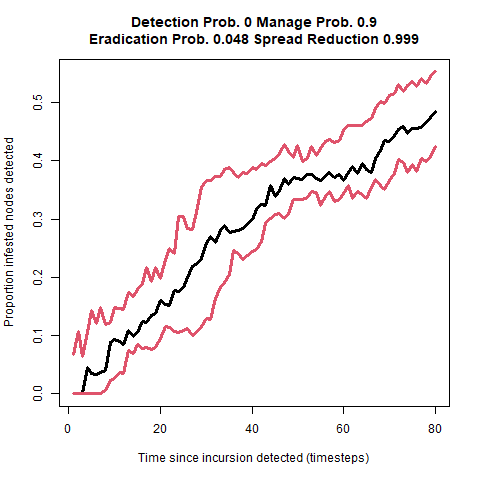 Detection Prob. 0 Manage Prob. 0.9
Eradication Prob. 0.048 Spread Reduction 0.999
Proportion infested nodes detected
0.5
0.4
0.3
0.2
0.1
0.0
0 20 40 60 80
Time since incursion detected (timesteps)